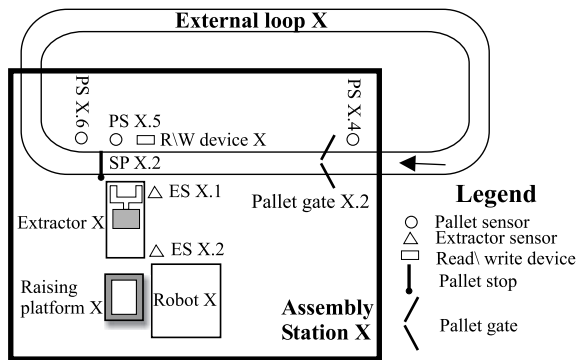 External loop X
PS X.6
PS X.5
PS X.4
R\W device X
SP X.2
ES X.1
Pallet gate X.2
Extractor X
ES X.2
Raising
platform X
Robot X
Assembly
Station X
Legend
Pallet sensor
Extractor sensor
Read\ write device
Pallet stop
Pallet gate